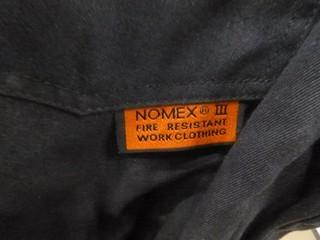 NOMEX® III
FIRE RESISTANT
WORK CLOTHING